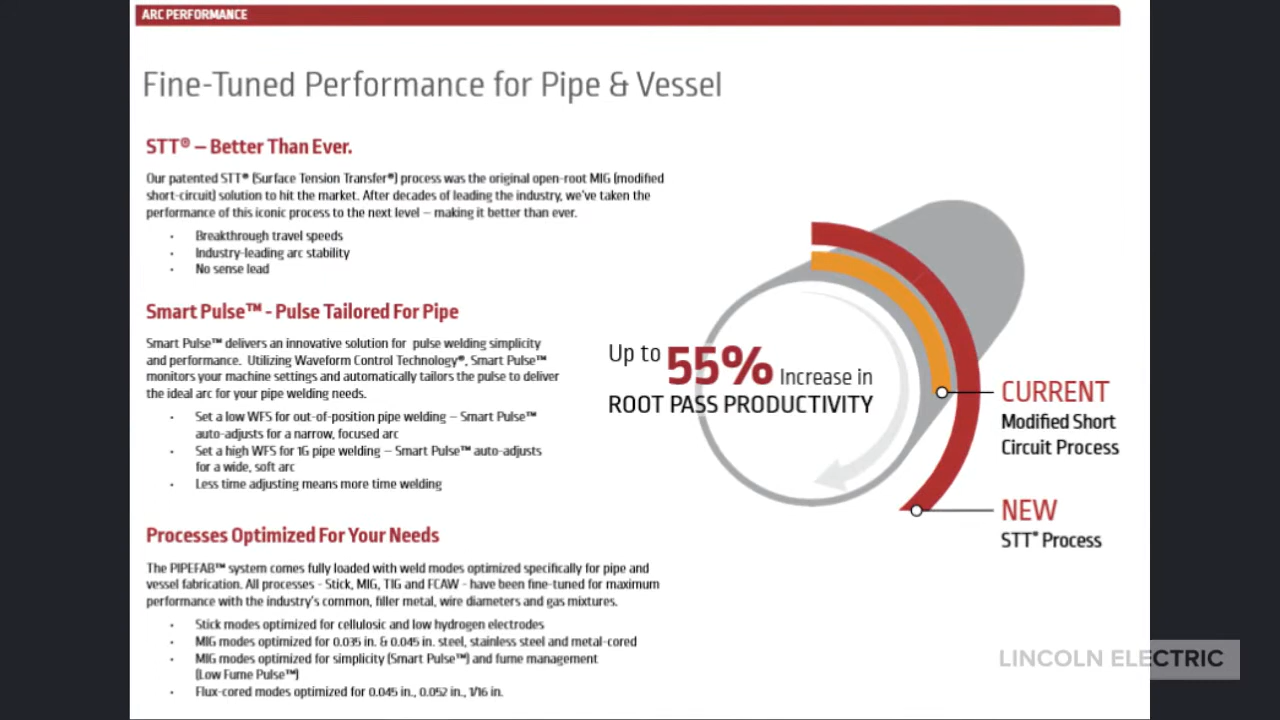 ARC PERFORMANCE
Fine-Tuned Performance for Pipe & Vessel
STT® – Better Than Ever.
Our patented STT® (Surface Tension Transfer®) process was the original open-root MIG (modified
short-circuit) solution to hit the market. After decades of leading the industry, we've taken the
performance of this iconic process to the next level – making it better than ever.
• Breakthrough travel speeds
• Industry-leading arc stability
• No sense lead
Smart Pulse™ - Pulse Tailored For Pipe
Smart Pulse™ delivers an innovative solution for pulse welding simplicity
and performance. Utilizing Waveform Control Technology®, Smart Pulse™
monitors your machine settings and automatically tailors the pulse to deliver
the ideal arc for your pipe welding needs.
• Set a low WFS for out-of-position pipe welding – Smart Pulse™
auto-adjusts for a narrow, focused arc
• Set a high WFS for 1G pipe welding – Smart Pulse™ auto-adjusts
for a wide, soft arc
• Less time adjusting means more time welding
Processes Optimized For Your Needs
The PIPEFAB™ system comes fully loaded with weld modes optimized specifically for pipe and
vessel fabrication. All processes - Stick, MIG, TIG and FCAW - have been fine-tuned for maximum
performance with the industry's common, filler metal, wire diameters and gas mixtures.
• Stick modes optimized for cellulosic and low hydrogen electrodes
• MIG modes optimized for 0.035 in. & 0.045 in. steel, stainless steel and metal-cored
• MIG modes optimized for simplicity (Smart Pulse™) and fume management
(Low Fume Pulse™)
• Flux-cored modes optimized for 0.045 in., 0.052 in., 1/16 in.
Up to 55% Increase in
ROOT PASS PRODUCTIVITY
CURRENT
Modified Short
Circuit Process
NEW
STT® Process
LINCOLN ELECTRIC